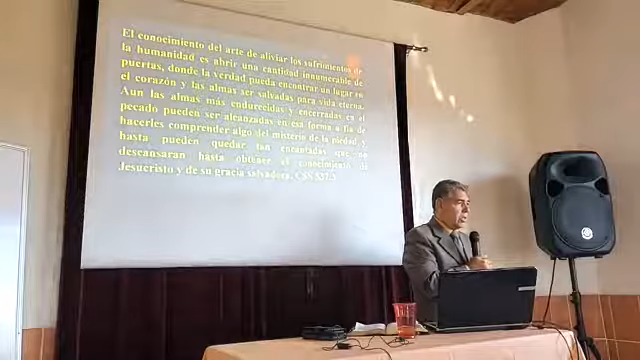 El conocimiento del arte de aliviar los sufrimientos de
la humanidad es abrir una cantidad innumerable de
puertas, donde la verdad pueda encontrar un lugar en
el corazón y las almas ser salvadas para vida eterna.
Aun las almas más endurecidas y encerradas en el
pecado pueden ser alcanzadas en esa forma a fin de
hacerles comprender algo del misterio de la piedad y
hasta pueden quedar tan encantadas que no
descansaran hasta obtener el conocimiento de
Jesucristo y de su gracia salvadora. CSS